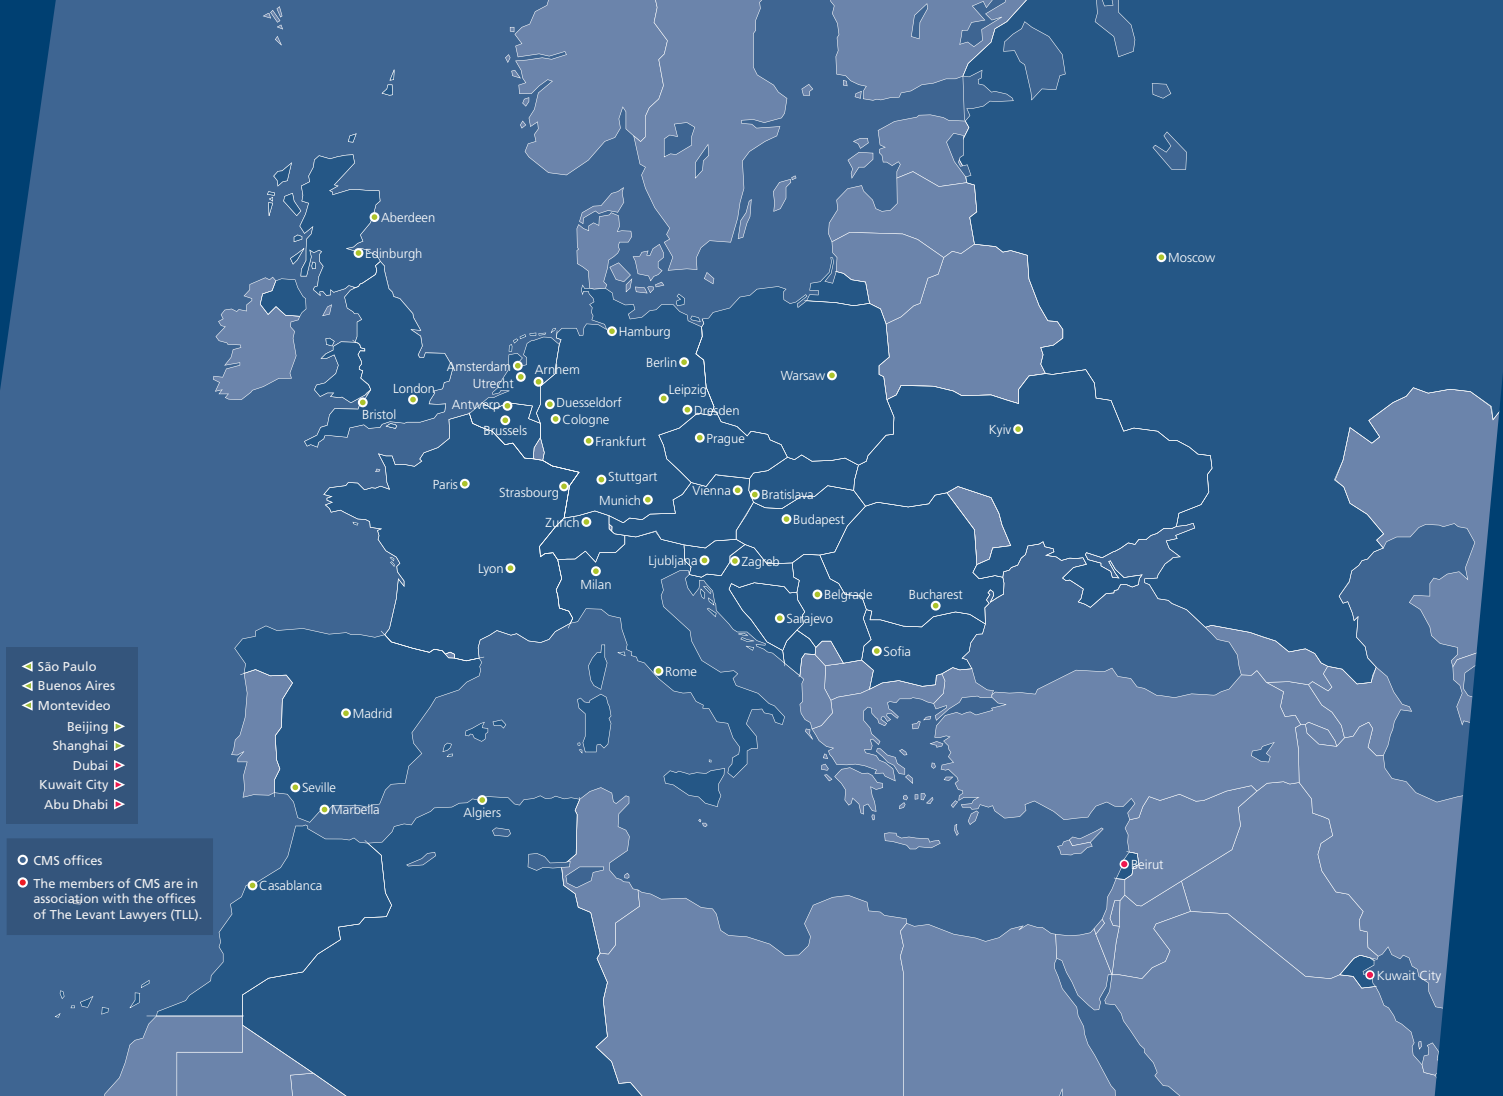 Aberdeen
Edinburgh
Moscow
Hamburg
Berlin
Amsterdam
Arnhem
Utrecht
Warsaw
London
Leipzig
Antwerp
Duesseldorf
Dresden
Bristol
Cologne
Brussels
Kyiv
Frankfurt
Prague
Paris
Stuttgart
Strasbourg
Vienna
Bratislava
Munich
Zurich
Budapest
Ljubljana
Zagreb
Lyon
Milan
Belgrade
Bucharest
Sarajevo
Sofia
Rome
Madrid
Seville
Marbella
Algiers
Casablanca
Beirut
Kuwait City
São Paulo
Buenos Aires
Montevideo
Beijing
Shanghai
Dubai
Kuwait City
Abu Dhabi
CMS offices
The members of CMS are in
association with the offices
of The Levant Lawyers (TLL).